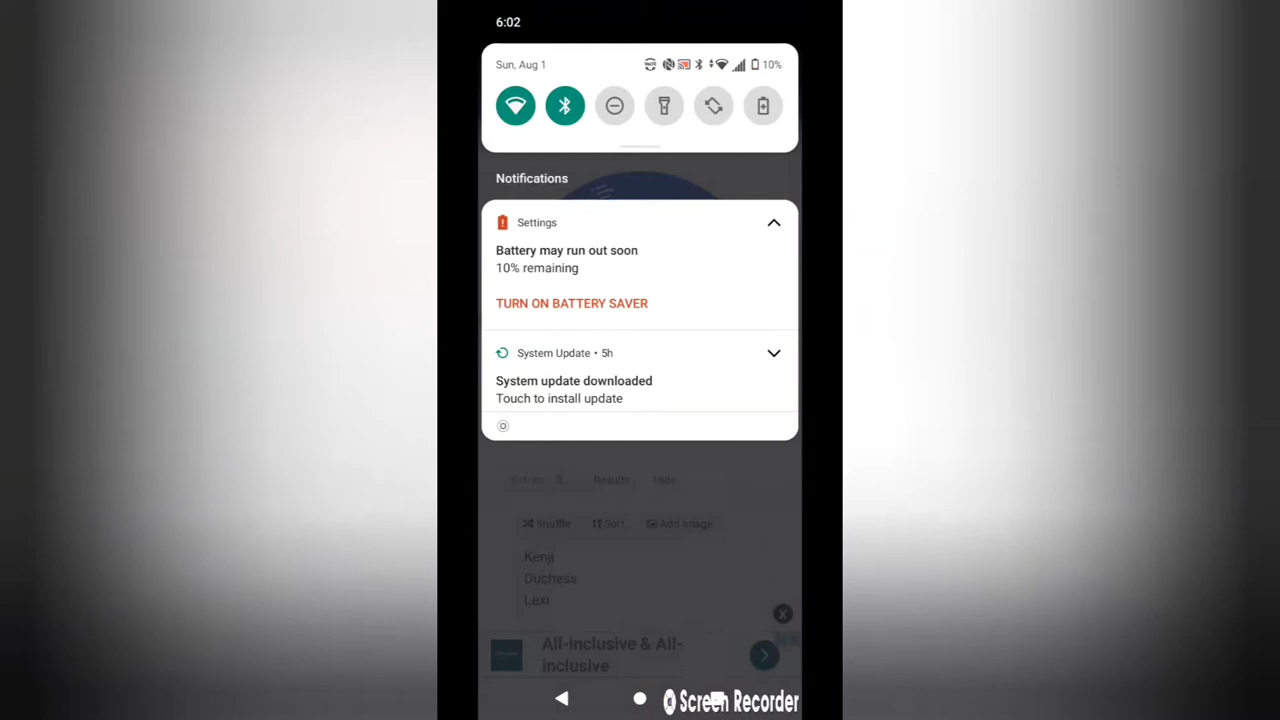 6:02
Sun, Aug 1
10%
Notifications
Settings
Battery may run out soon
10% remaining
TURN ON BATTERY SAVER
System Update • 5h
System update downloaded
Touch to install update
Entries 3 Results Hide
Shuffle Sort Add Image
Kenji
Duchess
Lexi
X
All-inclusive & All-
inclusive
Screen Recorder